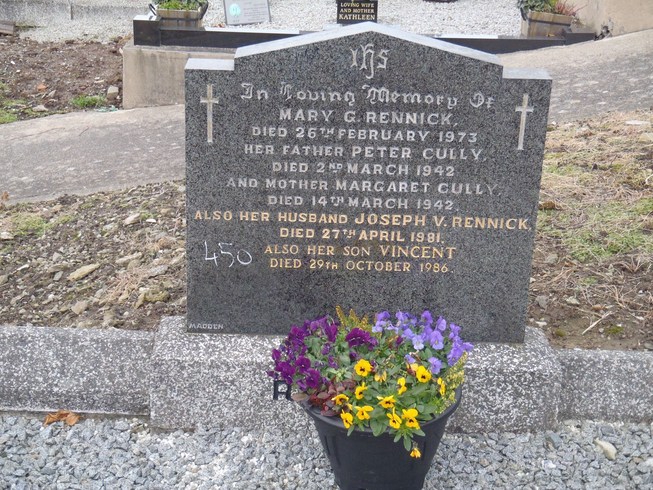 LOVING WIFE
AND MOTHER
KATHLEEN
IHS
In Loving Memory Of
MARY G. RENNICK.
DIED 26TH FEBRUARY 1973
HER FATHER PETER CULLY.
DIED 2ND MARCH 1942
AND MOTHER MARGARET CULLY.
DIED 14TH MARCH 1942.
ALSO HER HUSBAND JOSEPH V. RENNICK
DIED 27TH APRIL 1981.
450
ALSO HER SON VINCENT
DIED 29TH OCTOBER 1986.
MADDEN
R